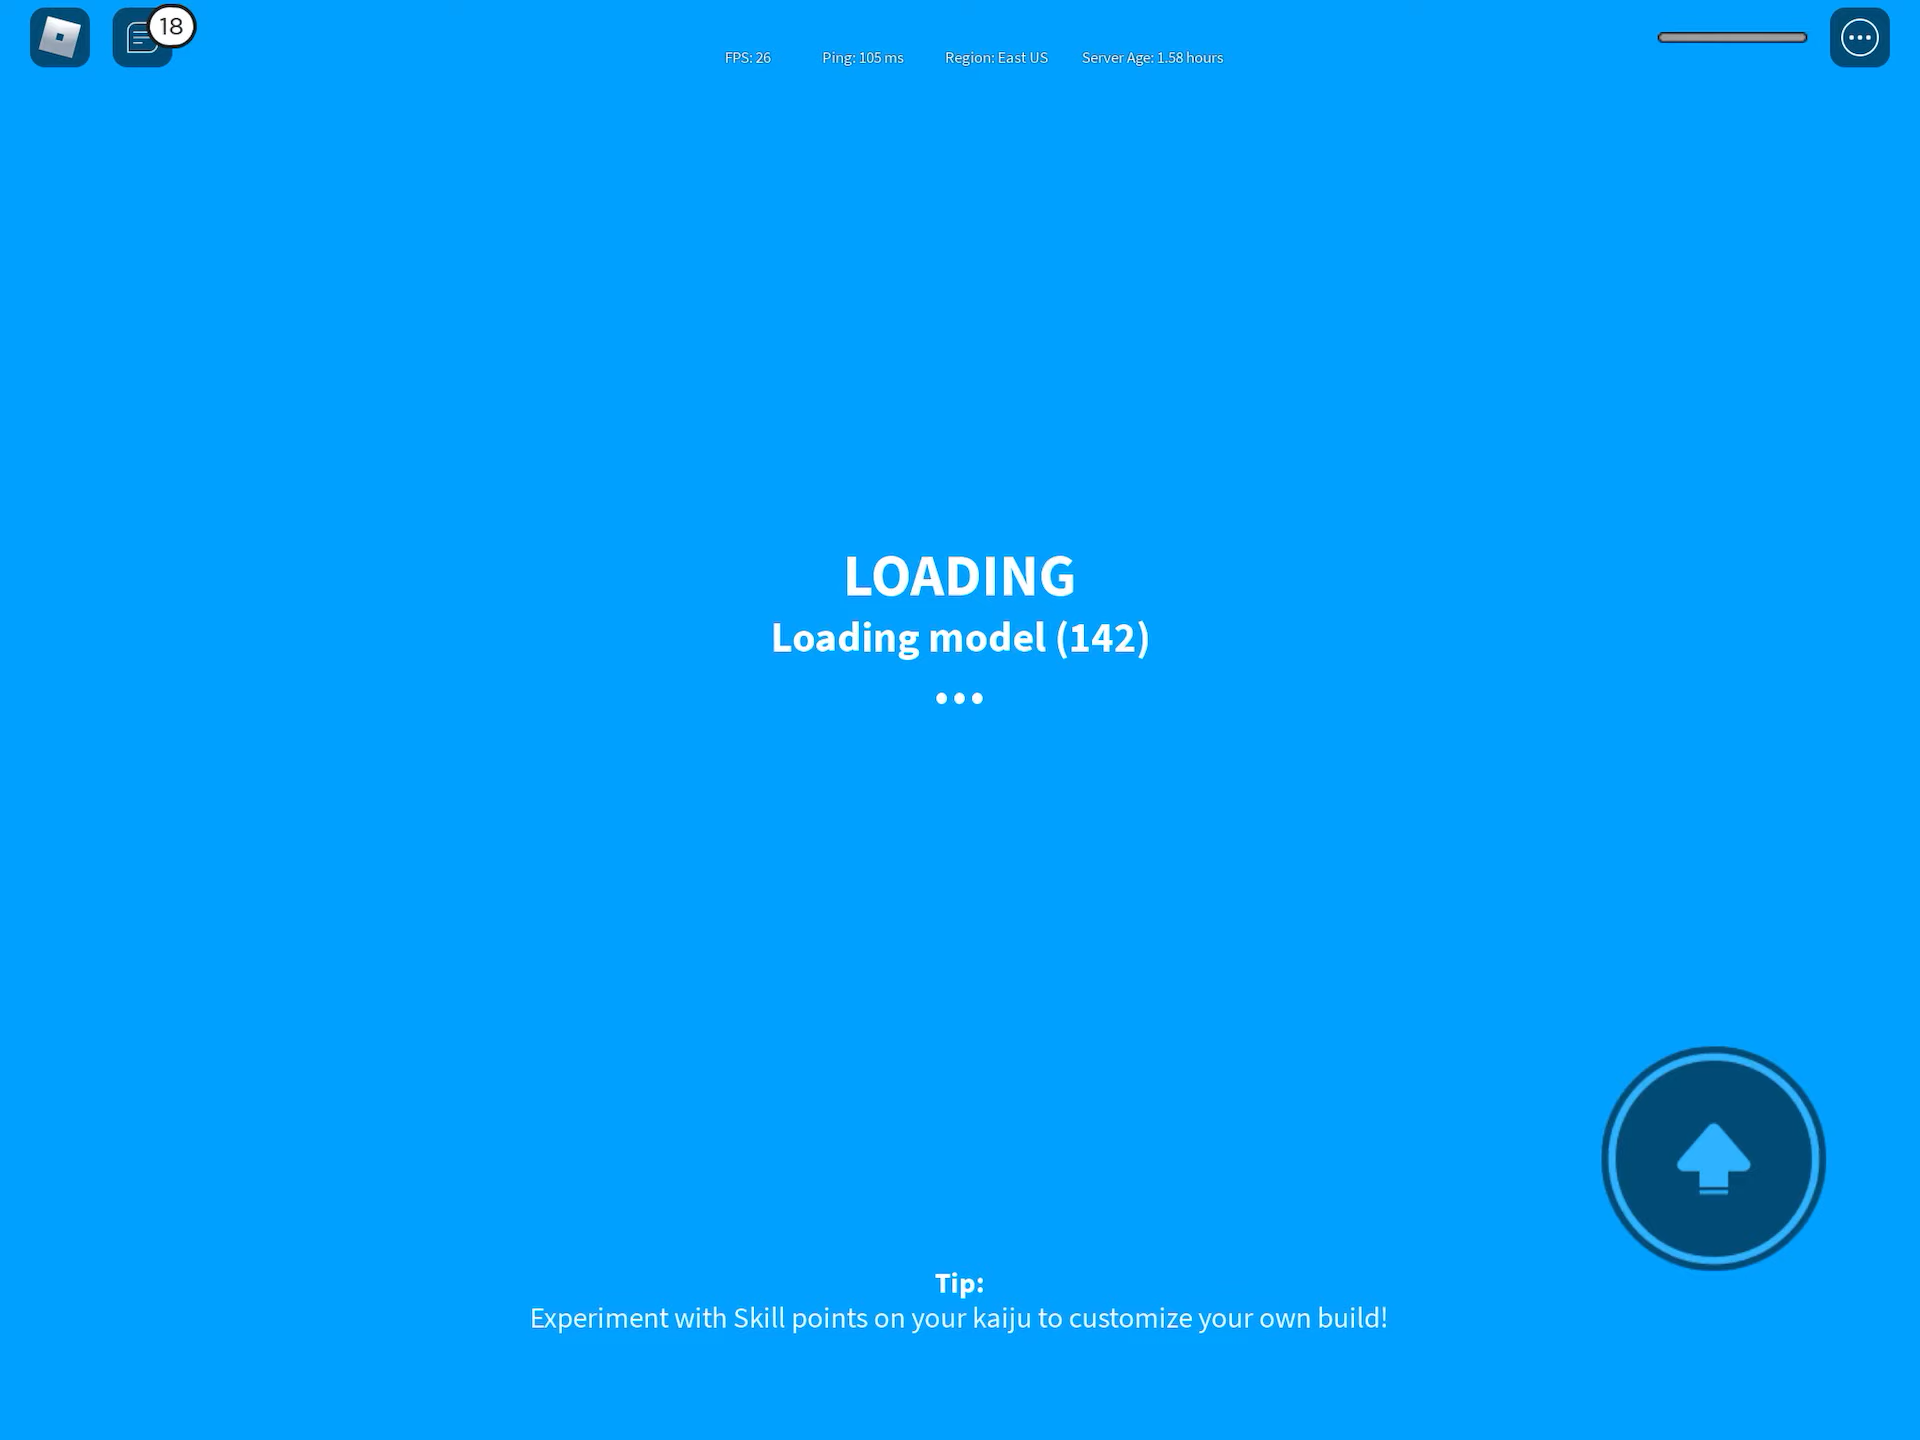 18
FPS: 26 Ping: 105 ms Region: East US Server Age: 1.58 hours
LOADING
Loading model (142)
•••
Tip:
Experiment with Skill points on your kaiju to customize your own build!